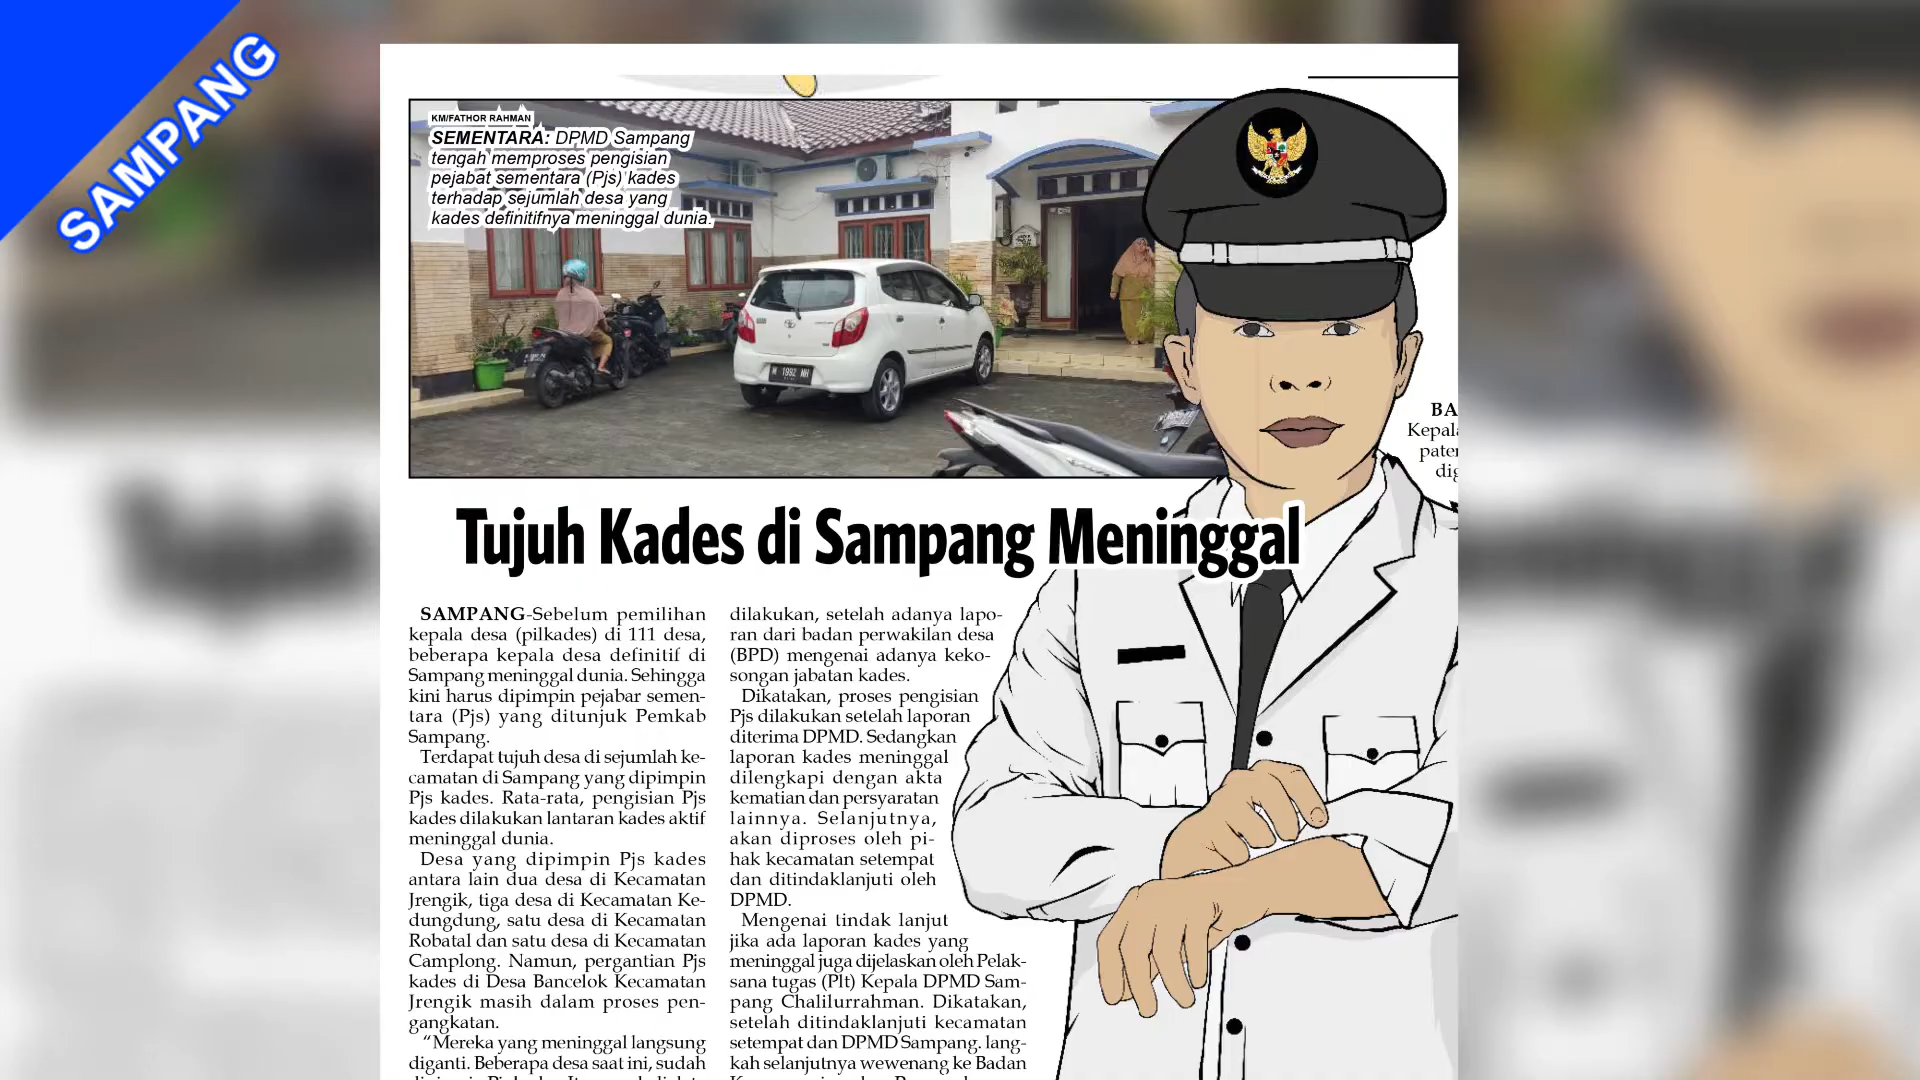 SAMPANG
KM/FATHOR RAHMAN
SEMENTARA: DPMD Sampang
tengah memproses pengisian
pejabat sementara (Pjs) kades
terhadap sejumlah desa yang
kades definitifnya meninggal dunia.
M 1992 NH
BA
Kepala
pater
dig
Tujuh Kades di Sampang Meninggal
SAMPANG-Sebelum pemilihan
kepala desa (pilkades) di 111 desa,
beberapa kepala desa definitif di
Sampang meninggal dunia. Sehingga
kini harus dipimpin pejabar semen-
tara (Pjs) yang ditunjuk Pemkab
Sampang.
Terdapat tujuh desa di sejumlah ke-
camatan di Sampang yang dipimpin
Pjs kades. Rata-rata, pengisian Pjs
kades dilakukan lantaran kades aktif
meninggal dunia.
Desa yang dipimpin Pjs kades
antara lain dua desa di Kecamatan
Jrengik, tiga desa di Kecamatan Ke-
dungdung, satu desa di Kecamatan
Robatal dan satu desa di Kecamatan
Camplong. Namun, pergantian Pjs
kades di Desa Bancelok Kecamatan
Jrengik masih dalam proses pen-
gangkatan.
“Mereka yang meninggal langsung
diganti. Beberapa desa saat ini, sudah
dilakukan, setelah adanya lapo-
ran dari badan perwakilan desa
(BPD) mengenai adanya keko-
songan jabatan kades.
Dikatakan, proses pengisian
Pjs dilakukan setelah laporan
diterima DPMD. Sedangkan
laporan kades meninggal
dilengkapi dengan akta
kematian dan persyaratan
lainnya. Selanjutnya,
akan diproses oleh pi-
hak kecamatan setempat
dan ditindaklanjuti oleh
DPMD.
Mengenai tindak lanjut
jika ada laporan kades yang
meninggal juga dijelaskan oleh Pelak-
sana tugas (Plt) Kepala DPMD Sam-
pang Chalilurrahman. Dikatakan,
setelah ditindaklanjuti kecamatan
setempat dan DPMD Sampang. lang-
kah selanjutnya wewenang ke Badan